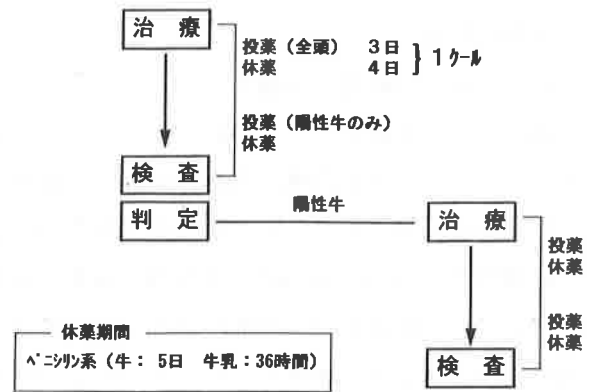 治　療
投薬（全頭）　３日
休薬　　　　　４日　｝１ｸｰﾙ
投薬（陽性牛のみ）
休薬
検　査
判　定
陽性牛
治　療
投薬
休薬
投薬
休薬
検　査
休薬期間
ﾍﾟﾆｼﾘﾝ系（牛：　5日　牛乳：36時間）